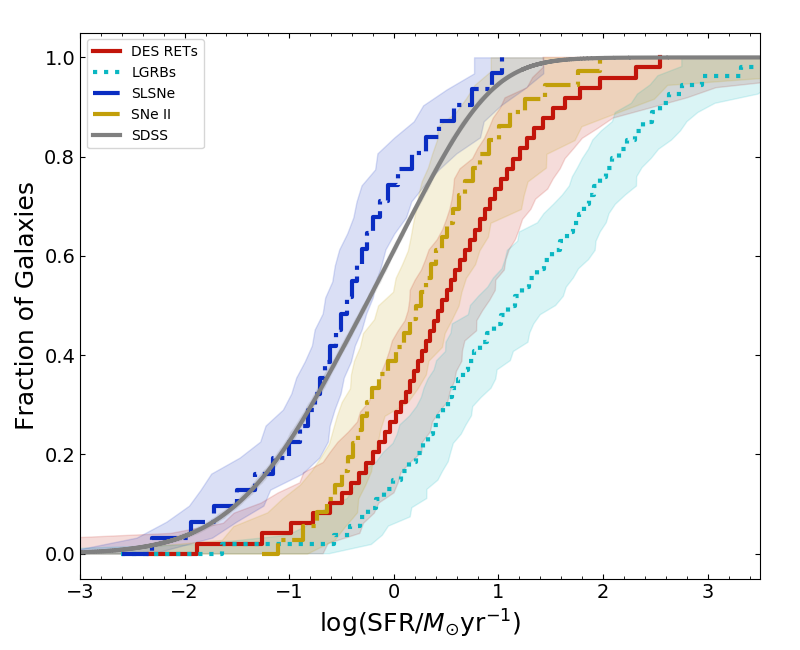 DES RETs
LGRBs
SLSNe
SNe II
SDSS
1.0
0.8
0.6
0.4
0.2
0.0
Fraction of Galaxies
−3
−2
−1
0
1
2
3
log(SFR/M⊙yr⁻¹)